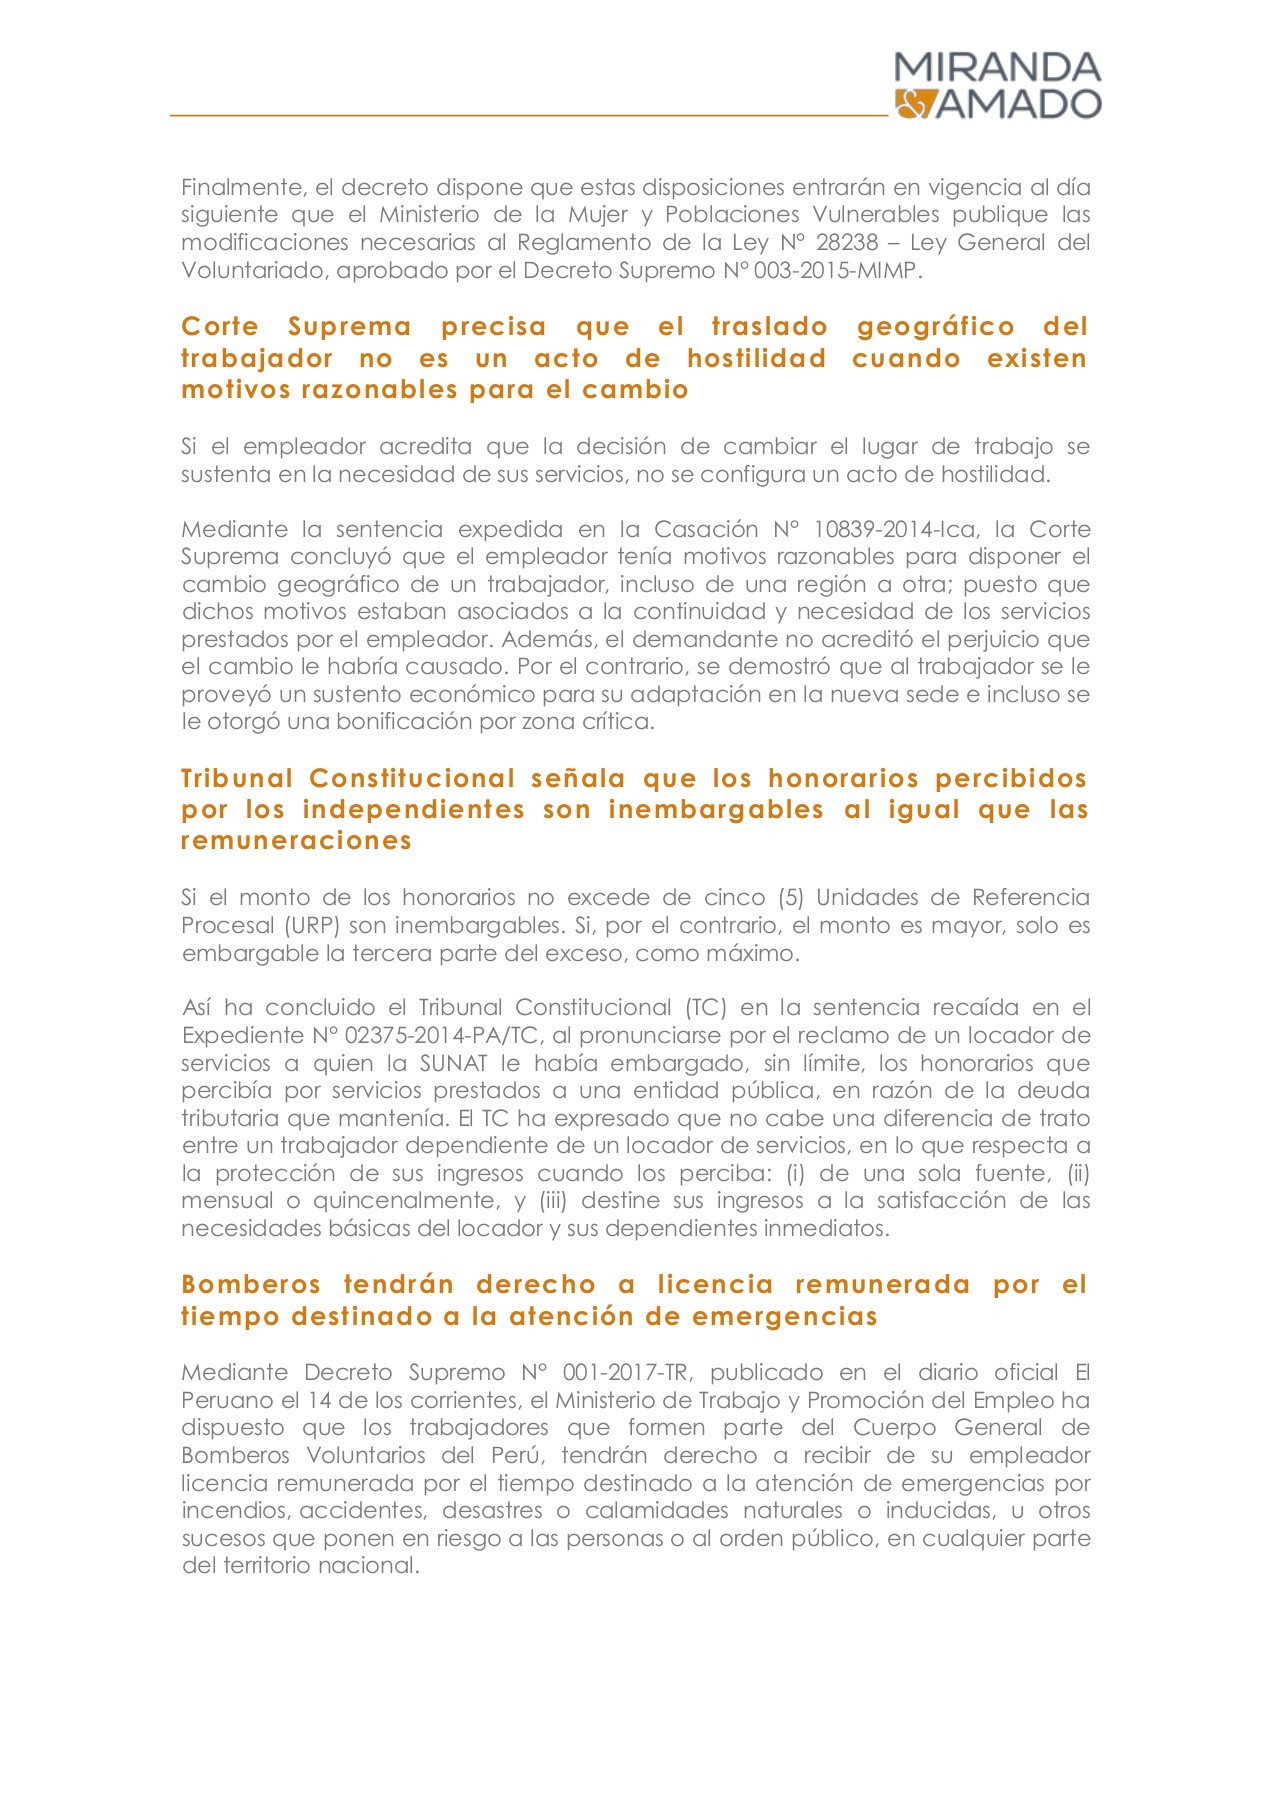 MIRANDA
& AMADO
Finalmente, el decreto dispone que estas disposiciones entrarán en vigencia al día
siguiente que el Ministerio de la Mujer y Poblaciones Vulnerables publique las
modificaciones necesarias al Reglamento de la Ley N° 28238 – Ley General del
Voluntariado, aprobado por el Decreto Supremo N° 003-2015-MIMP.
Corte Suprema precisa que el traslado geográfico del
trabajador no es un acto de hostilidad cuando existen
motivos razonables para el cambio
Si el empleador acredita que la decisión de cambiar el lugar de trabajo se
sustenta en la necesidad de sus servicios, no se configura un acto de hostilidad.
Mediante la sentencia expedida en la Casación N° 10839-2014-Ica, la Corte
Suprema concluyó que el empleador tenía motivos razonables para disponer el
cambio geográfico de un trabajador, incluso de una región a otra; puesto que
dichos motivos estaban asociados a la continuidad y necesidad de los servicios
prestados por el empleador. Además, el demandante no acreditó el perjuicio que
el cambio le habría causado. Por el contrario, se demostró que al trabajador se le
proveyó un sustento económico para su adaptación en la nueva sede e incluso se
le otorgó una bonificación por zona crítica.
Tribunal Constitucional señala que los honorarios percibidos
por los independientes son inembargables al igual que las
remuneraciones
Si el monto de los honorarios no excede de cinco (5) Unidades de Referencia
Procesal (URP) son inembargables. Si, por el contrario, el monto es mayor, solo es
embargable la tercera parte del exceso, como máximo.
Así ha concluido el Tribunal Constitucional (TC) en la sentencia recaída en el
Expediente N° 02375-2014-PA/TC, al pronunciarse por el reclamo de un locador de
servicios a quien la SUNAT le había embargado, sin límite, los honorarios que
percibía por servicios prestados a una entidad pública, en razón de la deuda
tributaria que mantenía. El TC ha expresado que no cabe una diferencia de trato
entre un trabajador dependiente de un locador de servicios, en lo que respecta a
la protección de sus ingresos cuando los perciba: (i) de una sola fuente, (ii)
mensual o quincenalmente, y (iii) destine sus ingresos a la satisfacción de las
necesidades básicas del locador y sus dependientes inmediatos.
Bomberos tendrán derecho a licencia remunerada por el
tiempo destinado a la atención de emergencias
Mediante Decreto Supremo N° 001-2017-TR, publicado en el diario oficial El
Peruano el 14 de los corrientes, el Ministerio de Trabajo y Promoción del Empleo ha
dispuesto que los trabajadores que formen parte del Cuerpo General de
Bomberos Voluntarios del Perú, tendrán derecho a recibir de su empleador
licencia remunerada por el tiempo destinado a la atención de emergencias por
incendios, accidentes, desastres o calamidades naturales o inducidas, u otros
sucesos que ponen en riesgo a las personas o al orden público, en cualquier parte
del territorio nacional.